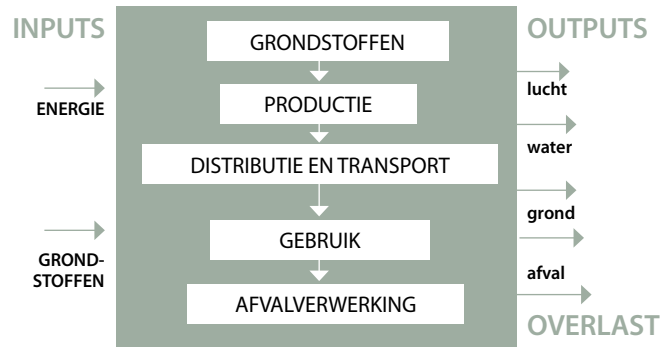 INPUTS
ENERGIE
GROND-
STOFFEN
GRONDSTOFFEN
PRODUCTIE
DISTRIBUTIE EN TRANSPORT
GEBRUIK
AFVALVERWERKING
OUTPUTS
lucht
water
grond
afval
OVERLAST